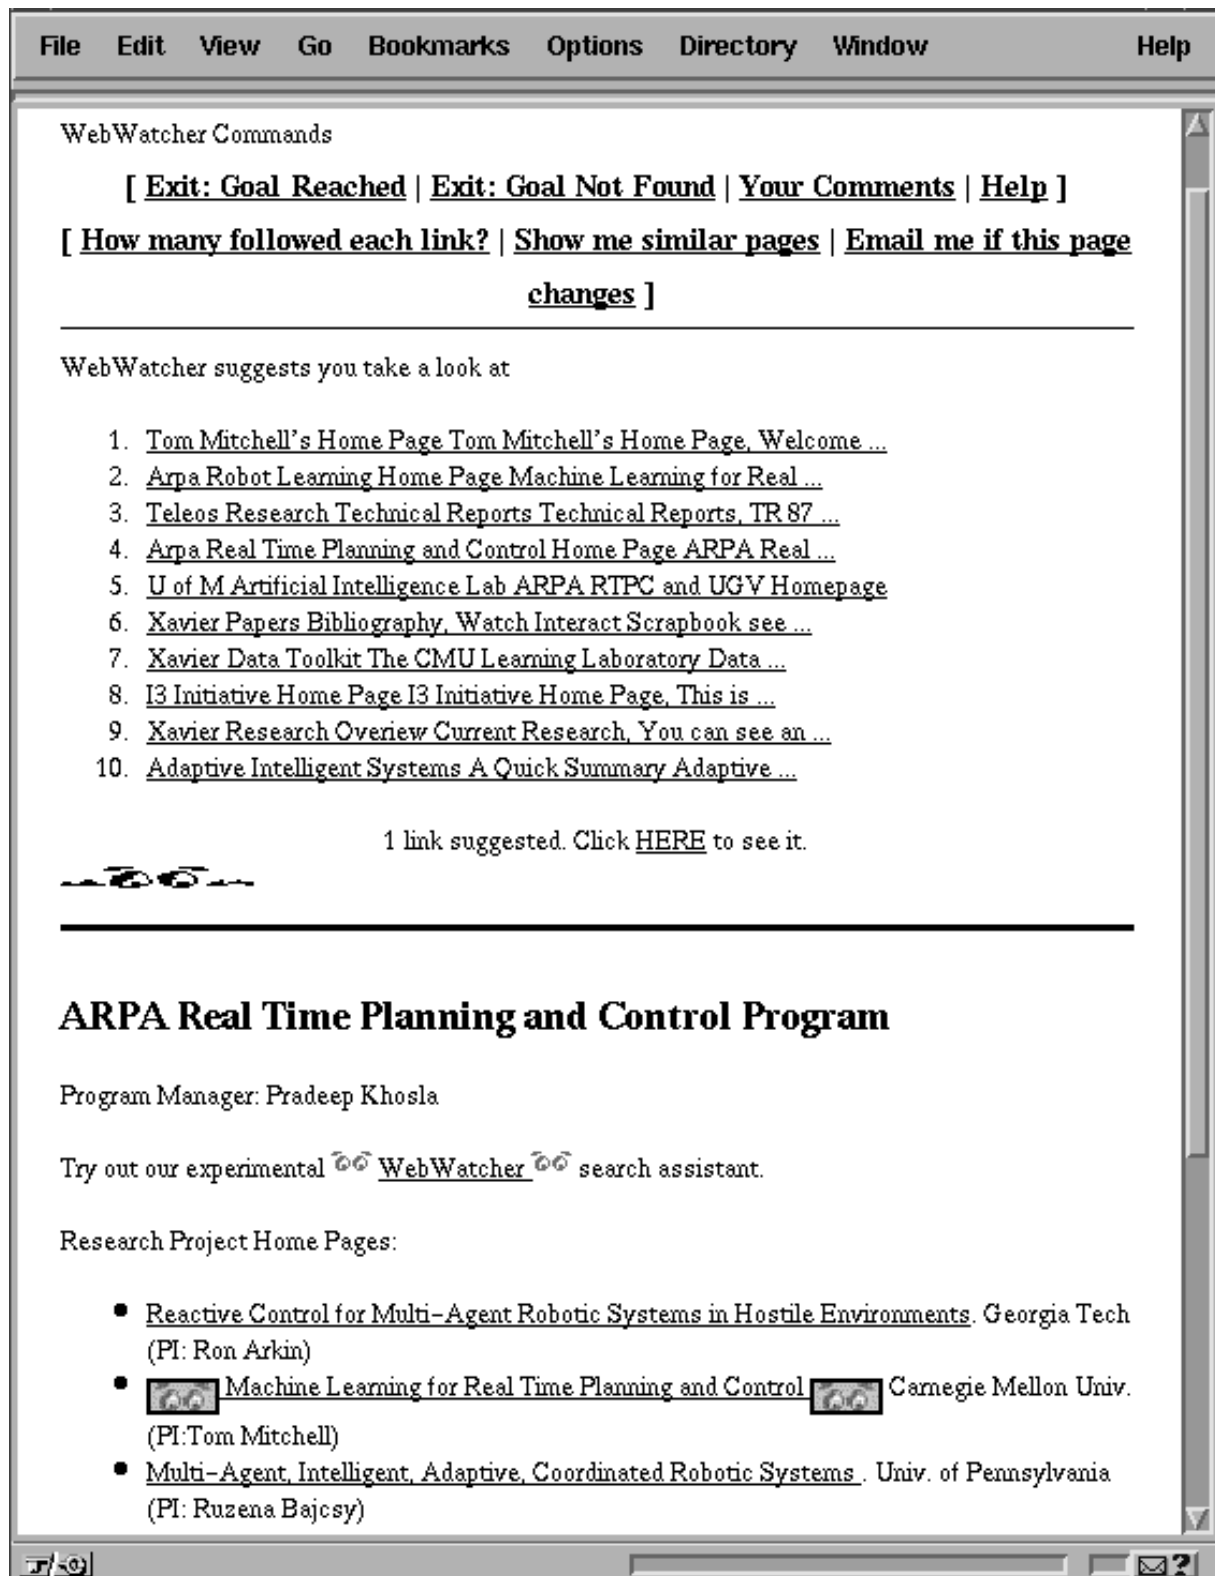 File Edit View Go Bookmarks Options Directory Window Help
WebWatcher Commands
[ Exit: Goal Reached | Exit: Goal Not Found | Your Comments | Help ]
[ How many followed each link? | Show me similar pages | Email me if this page
changes ]
WebWatcher suggests you take a look at
1. Tom Mitchell's Home Page Tom Mitchell's Home Page, Welcome ...
2. Arpa Robot Learning Home Page Machine Learning for Real ...
3. Teleos Research Technical Reports Technical Reports, TR 87 ...
4. Arpa Real Time Planning and Control Home Page ARPA Real ...
5. U of M Artificial Intelligence Lab ARPA RTPC and UGV Homepage
6. Xavier Papers Bibliography, Watch Interact Scrapbook see ...
7. Xavier Data Toolkit The CMU Learning Laboratory Data ...
8. I3 Initiative Home Page I3 Initiative Home Page, This is ...
9. Xavier Research Overiew Current Research, You can see an ...
10. Adaptive Intelligent Systems A Quick Summary Adaptive ...
1 link suggested. Click HERE to see it.
ARPA Real Time Planning and Control Program
Program Manager: Pradeep Khosla
Try out our experimental WebWatcher search assistant.
Research Project Home Pages:
• Reactive Control for Multi-Agent Robotic Systems in Hostile Environments. Georgia Tech
(PI: Ron Arkin)
• Machine Learning for Real Time Planning and Control Carnegie Mellon Univ.
(PI:Tom Mitchell)
• Multi-Agent, Intelligent, Adaptive, Coordinated Robotic Systems . Univ. of Pennsylvania
(PI: Ruzena Bajcsy)
?